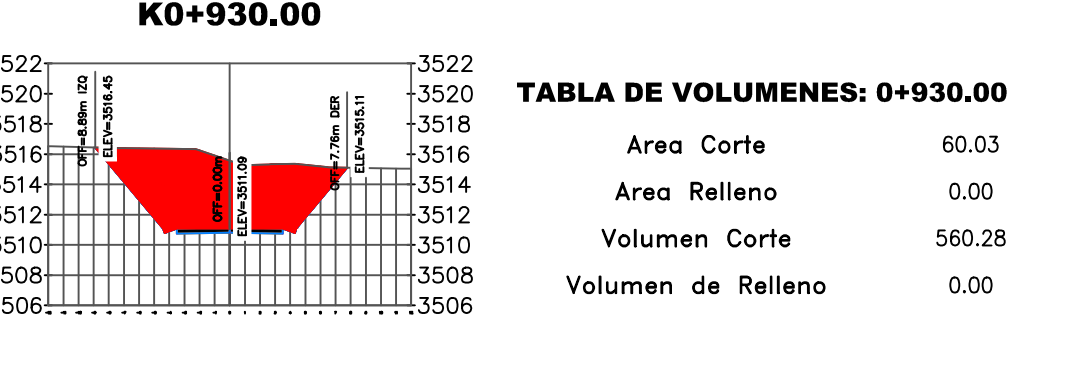 K0+930.00
3522 3522
3520 3520
3518 3518
3516 3516
3514 3514
3512 3512
3510 3510
3508 3508
3506 3506
OFF=8.89m IZQ
ELEV=3516.45
OFF=0.00m
ELEV=3511.09
OFF=7.76m DER
ELEV=3515.11
TABLA DE VOLUMENES: 0+930.00
Area Corte 60.03
Area Relleno 0.00
Volumen Corte 560.28
Volumen de Relleno 0.00